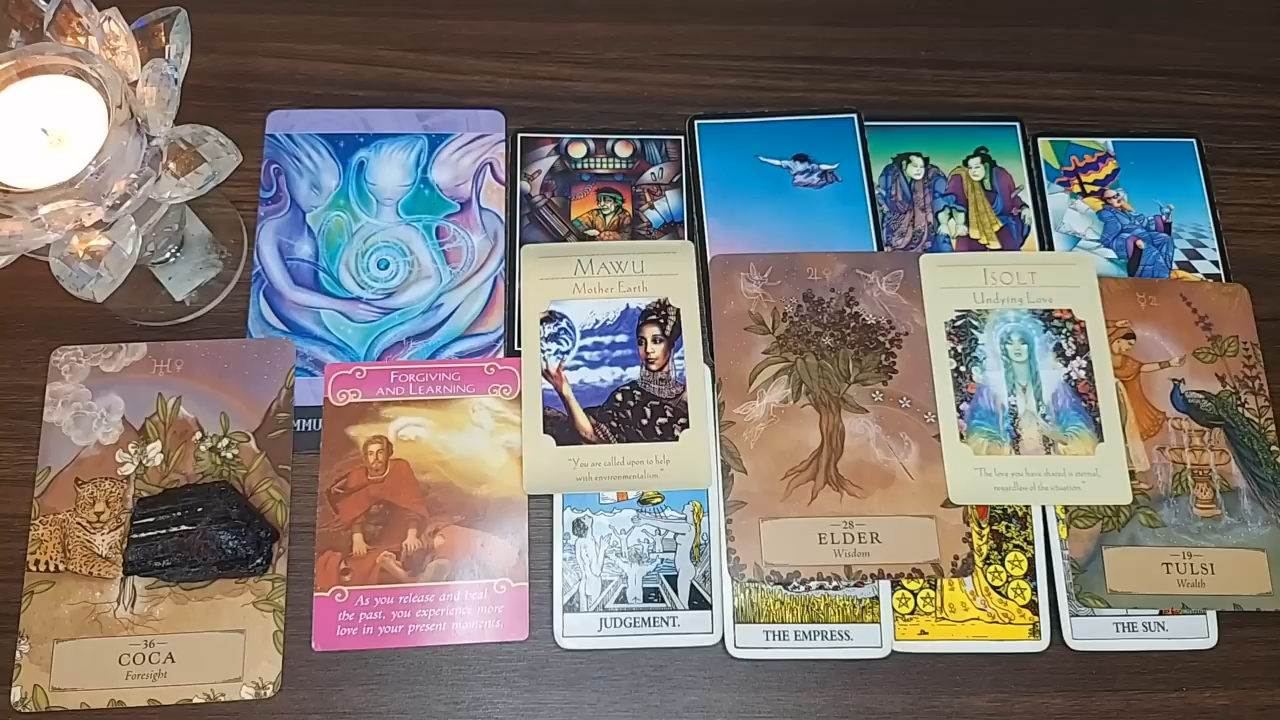 MAWU
Mother Earth
"You are called upon to help
with environmentalism."
ISOLT
Undying Love
"The love you have shared is eternal,
regardless of the situation."
FORGIVING
AND LEARNING
As you release and heal
the past, you experience more
love in your present moments.
MMU
—36—
COCA
Foresight
JUDGEMENT.
—28—
ELDER
Wisdom
THE EMPRESS.
—19—
TULSI
Wealth
THE SUN.